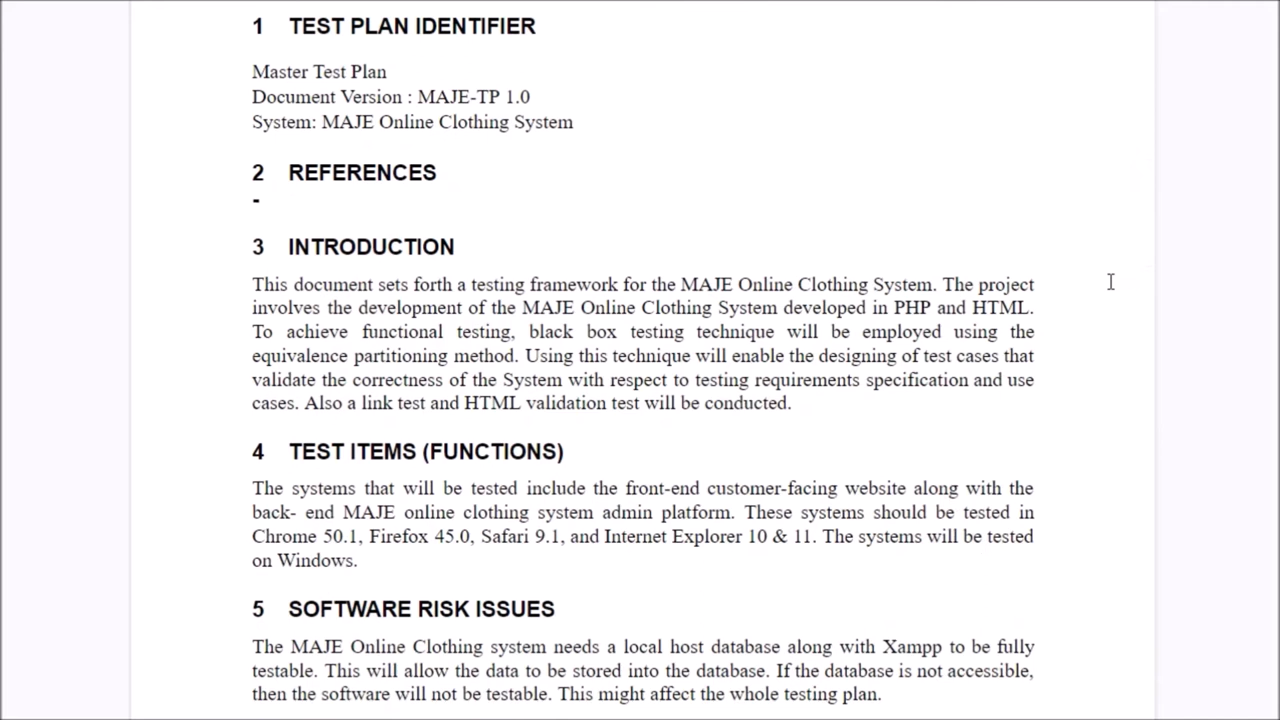 1 TEST PLAN IDENTIFIER
Master Test Plan
Document Version : MAJE-TP 1.0
System: MAJE Online Clothing System
2 REFERENCES
-
3 INTRODUCTION
This document sets forth a testing framework for the MAJE Online Clothing System. The project
involves the development of the MAJE Online Clothing System developed in PHP and HTML.
To achieve functional testing, black box testing technique will be employed using the
equivalence partitioning method. Using this technique will enable the designing of test cases that
validate the correctness of the System with respect to testing requirements specification and use
cases. Also a link test and HTML validation test will be conducted.
4 TEST ITEMS (FUNCTIONS)
The systems that will be tested include the front-end customer-facing website along with the
back- end MAJE online clothing system admin platform. These systems should be tested in
Chrome 50.1, Firefox 45.0, Safari 9.1, and Internet Explorer 10 & 11. The systems will be tested
on Windows.
5 SOFTWARE RISK ISSUES
The MAJE Online Clothing system needs a local host database along with Xampp to be fully
testable. This will allow the data to be stored into the database. If the database is not accessible,
then the software will not be testable. This might affect the whole testing plan.